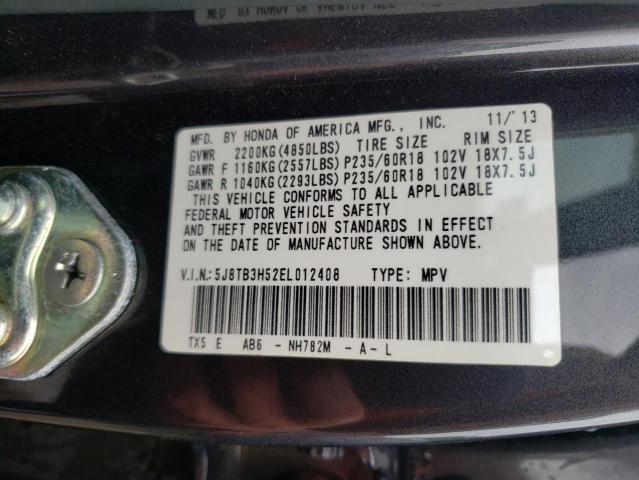 MFD. BY HONDA OF AMERICA MFG., INC. 11/'13
GVWR 2200KG(4850LBS) TIRE SIZE RIM SIZE
GAWR F 1160KG(2557LBS) P235/60R18 102V 18X7.5J
GAWR R 1040KG(2293LBS) P235/60R18 102V 18X7.5J
THIS VEHICLE CONFORMS TO ALL APPLICABLE
FEDERAL MOTOR VEHICLE SAFETY
AND THEFT PREVENTION STANDARDS IN EFFECT
ON THE DATE OF MANUFACTURE SHOWN ABOVE.
V.I.N.:5J8TB3H52EL012408 TYPE: MPV
TX5 E AB6 - NH782M - A - L